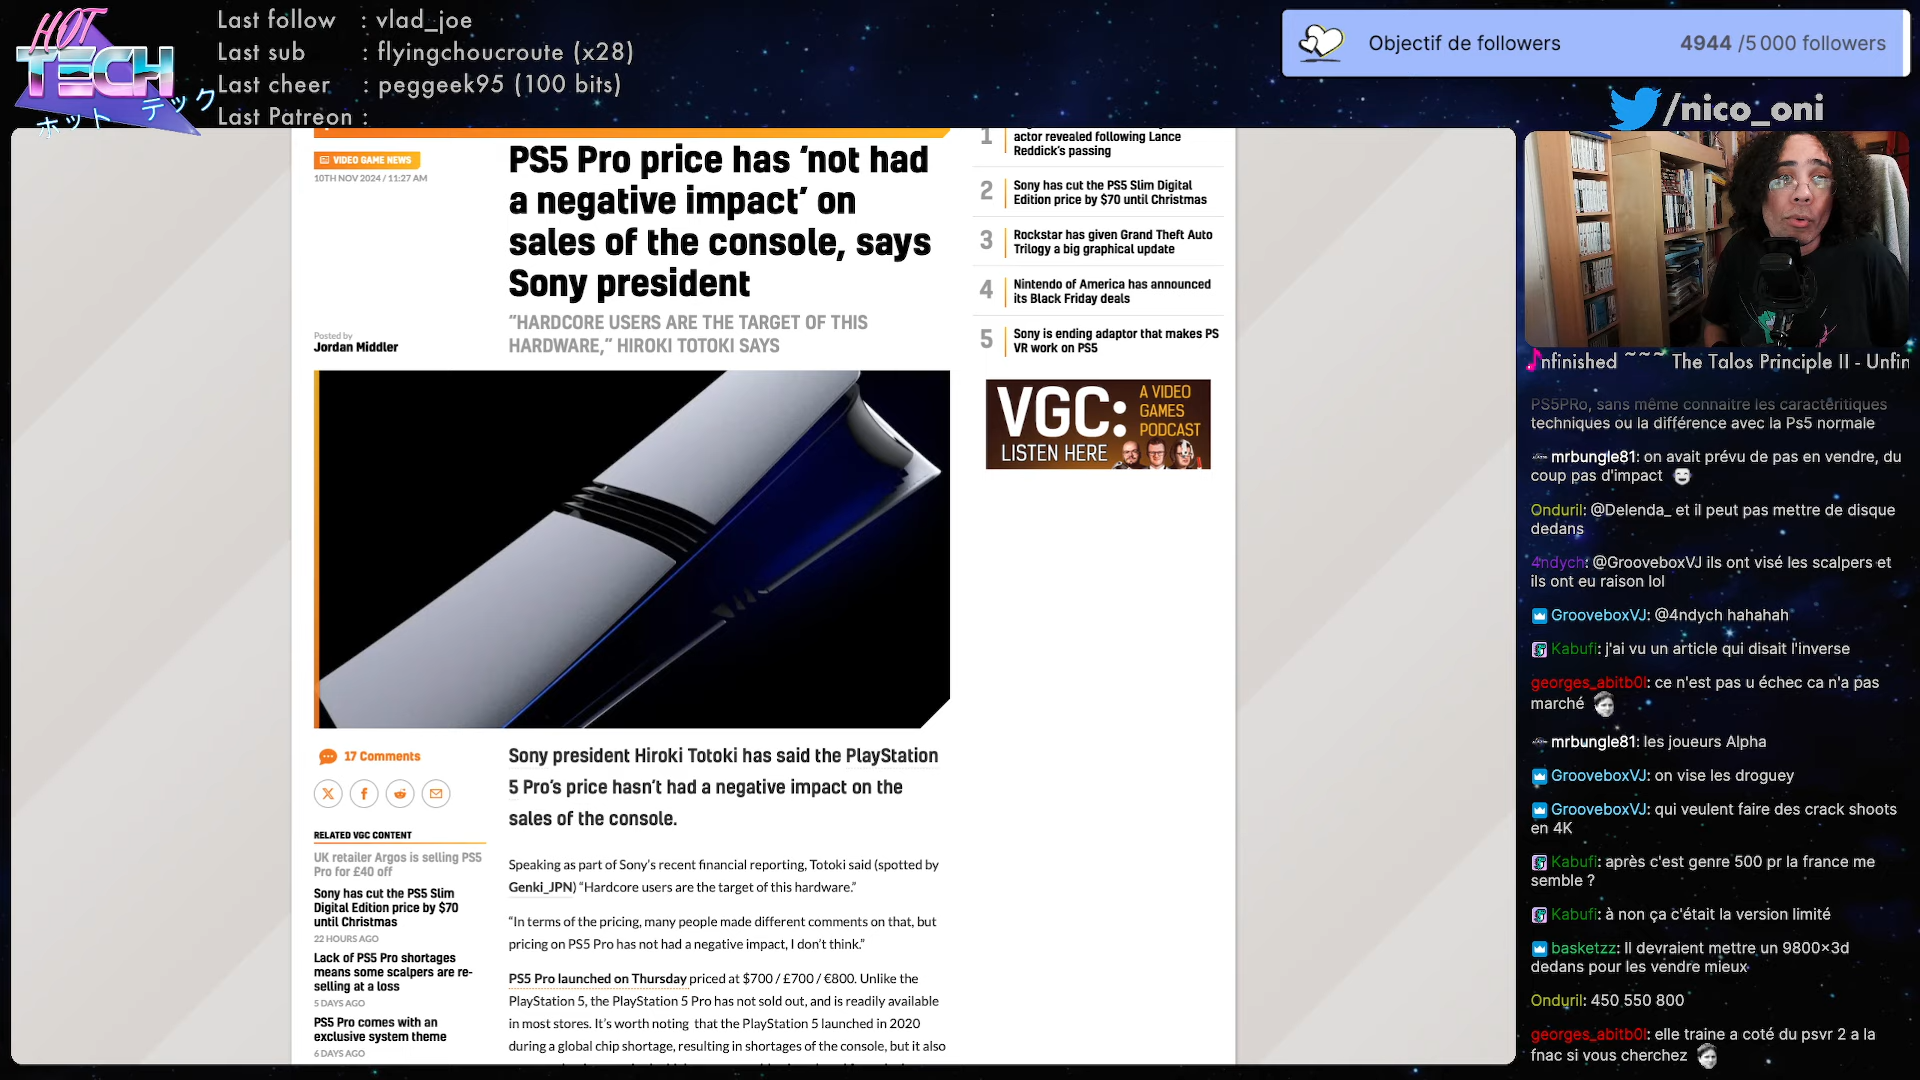 HOT
TECH
ホット テック
Last follow : vlad_joe
Last sub : flyingchoucroute (x28)
Last cheer : peggeek95 (100 bits)
Last Patreon :
Objectif de followers
4944 /5 000 followers
/nico_oni
VIDEO GAME NEWS
10TH NOV 2024 / 11:27 AM
PS5 Pro price has ‘not had
a negative impact’ on
sales of the console, says
Sony president
“HARDCORE USERS ARE THE TARGET OF THIS
HARDWARE,” HIROKI TOTOKI SAYS
Posted by
Jordan Middler
1
actor revealed following Lance
Reddick's passing
2
Sony has cut the PS5 Slim Digital
Edition price by $70 until Christmas
3
Rockstar has given Grand Theft Auto
Trilogy a big graphical update
4
Nintendo of America has announced
its Black Friday deals
5
Sony is ending adaptor that makes PS
VR work on PS5
VGC:
A VIDEO
GAMES
PODCAST
LISTEN HERE
17 Comments
RELATED VGC CONTENT
UK retailer Argos is selling PS5
Pro for £40 off
Sony has cut the PS5 Slim
Digital Edition price by $70
until Christmas
22 HOURS AGO
Lack of PS5 Pro shortages
means some scalpers are re-
selling at a loss
5 DAYS AGO
PS5 Pro comes with an
exclusive system theme
6 DAYS AGO
Sony president Hiroki Totoki has said the PlayStation
5 Pro’s price hasn’t had a negative impact on the
sales of the console.
Speaking as part of Sony’s recent financial reporting, Totoki said (spotted by
Genki_JPN) “Hardcore users are the target of this hardware.”
“In terms of the pricing, many people made different comments on that, but
pricing on PS5 Pro has not had a negative impact, I don’t think.”
PS5 Pro launched on Thursday priced at $700 / £700 / €800. Unlike the
PlayStation 5, the PlayStation 5 Pro has not sold out, and is readily available
in most stores. It’s worth noting that the PlayStation 5 launched in 2020
during a global chip shortage, resulting in shortages of the console, but it also
nfinished ~~~ The Talos Principle II - Unfin
PS5PRo, sans même connaitre les caractéritiques
techniques ou la différence avec la Ps5 normale
mrbungle81: on avait prévu de pas en vendre, du
coup pas d'impact
Onduril: @Delenda_ et il peut pas mettre de disque
dedans
4ndych: @GrooveboxVJ ils ont visé les scalpers et
ils ont eu raison lol
GrooveboxVJ: @4ndych hahahah
Kabufi: j'ai vu un article qui disait l'inverse
georges_abitb0l: ce n'est pas u échec ca n'a pas
marché
mrbungle81: les joueurs Alpha
GrooveboxVJ: on vise les droguey
GrooveboxVJ: qui veulent faire des crack shoots
en 4K
Kabufi: après c'est genre 500 pr la france me
semble ?
Kabufi: à non ça c'était la version limité
basketzz: Il devraient mettre un 9800x3d
dedans pour les vendre mieux
Onduril: 450 550 800
georges_abitb0l: elle traine a coté du psvr 2 a la
fnac si vous cherchez